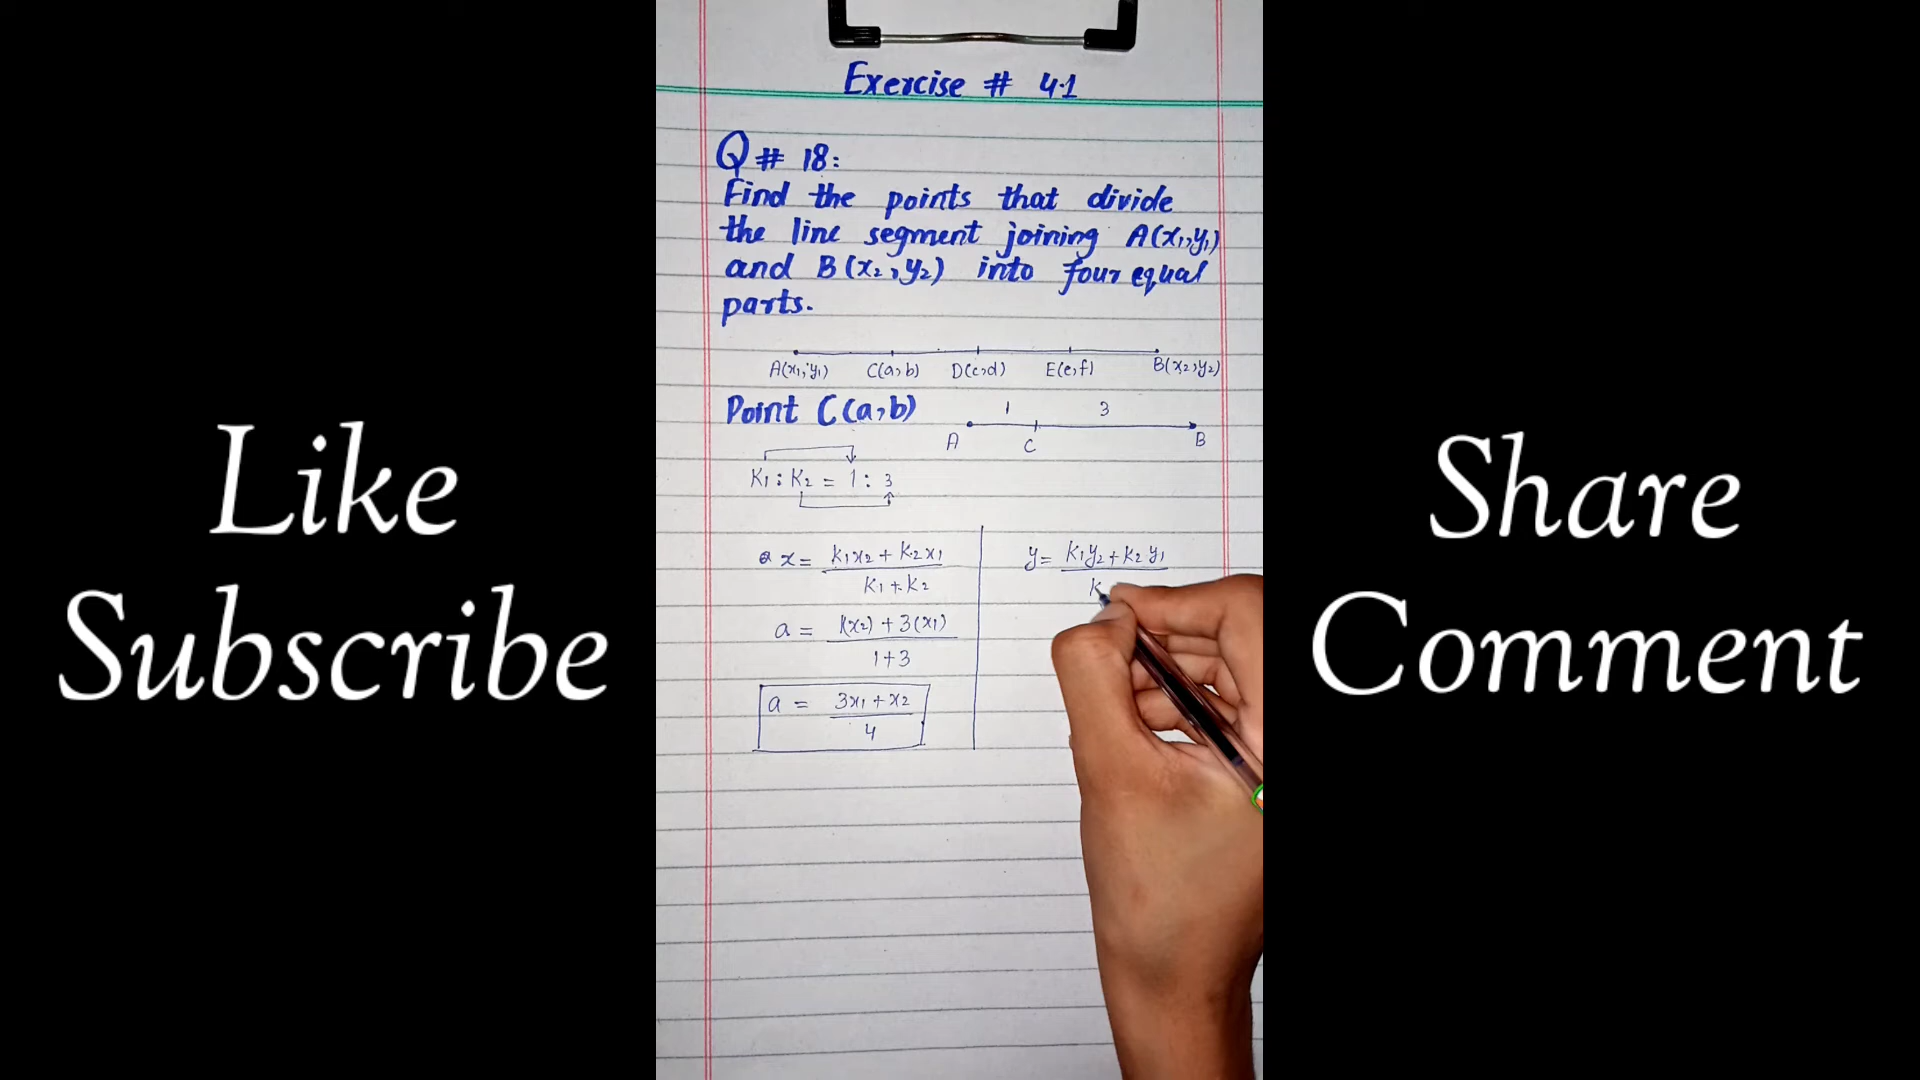 Like
Subscribe
Exercise # 4.1
Q # 18:
Find the points that divide
the line segment joining A(x₁,y₁)
and B(x₂,y₂) into four equal
parts.
A(x₁,y₁) C(a,b) D(c,d) E(e,f) B(x₂,y₂)
Point C(a,b)
1 3
A C B
K₁ : K₂ = 1 : 3
x = K₁x₂ + K₂x₁
K₁ + K₂
a = 1(x₂) + 3(x₁)
1+3
a = 3x₁ + x₂
4
y = K₁y₂ + K₂y₁
K
Share
Comment